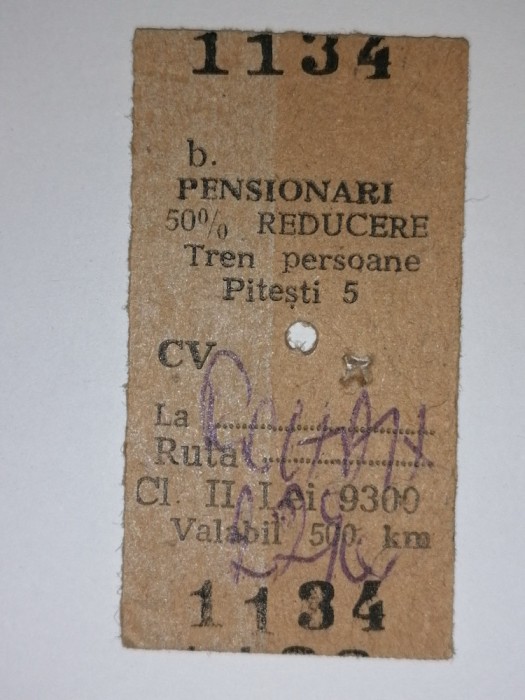 1134
b.
PENSIONARI
50% REDUCERE
Tren persoane
Pitești 5
CV
La
Ruta
Cl. II Lei 9300
Valabil 500 km
1134